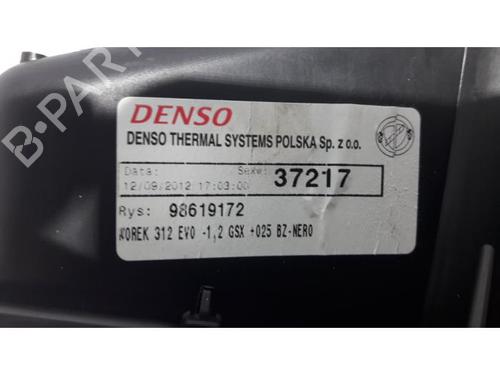 DENSO
DENSO THERMAL SYSTEMS POLSKA Sp. z o.o.
Data:
12/09/2012 17:03:00
Sekw:
37217
Rys: 98619172
WOREK 312 EVO -1,2 GSX +025 BZ-NERO
B-Parts